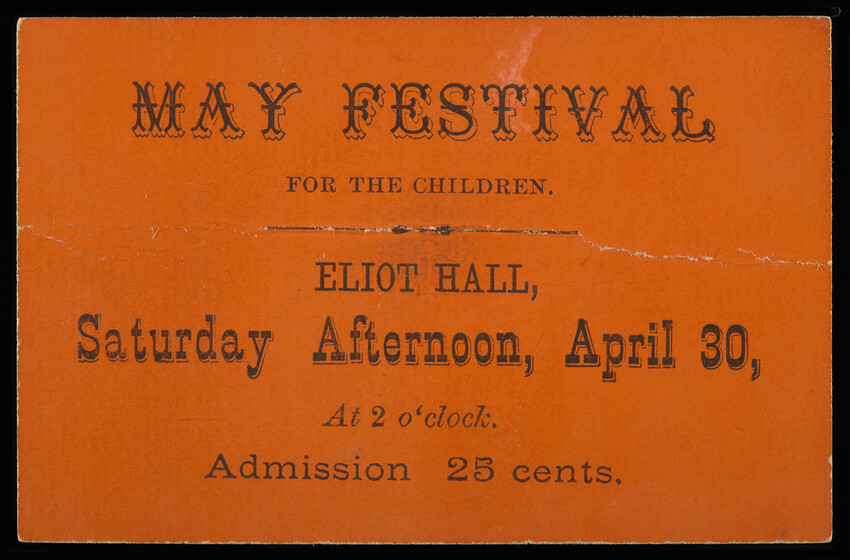 MAY FESTIVAL
FOR THE CHILDREN.
ELIOT HALL,
Saturday Afternoon, April 30,
At 2 o‘clock.
Admission 25 cents.